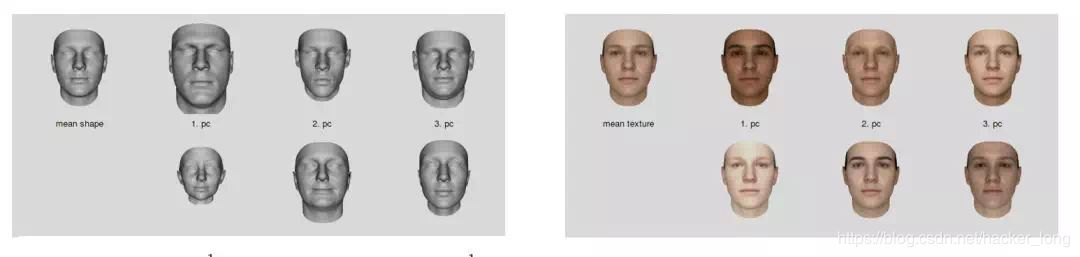 mean shape 1. pc 2. pc 3. pc
mean texture 1. pc 2. pc 3. pc
https://blog.csdn.net/hacker_long